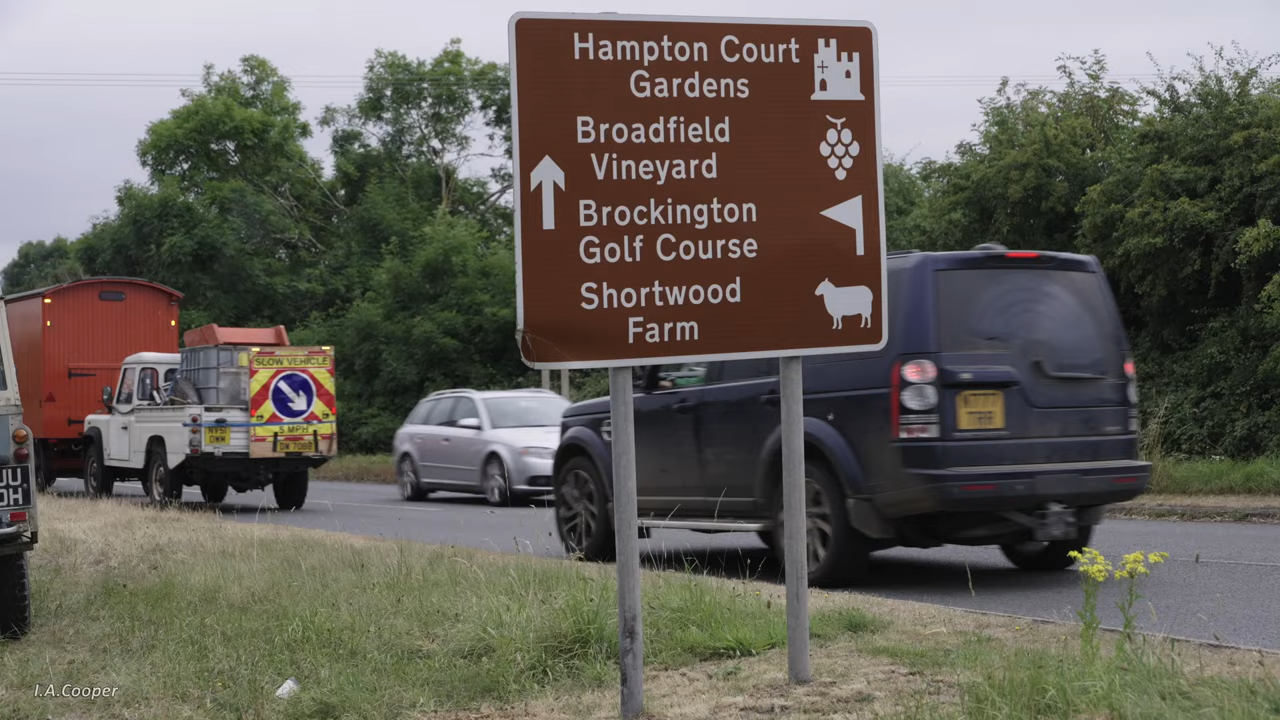 Hampton Court
Gardens
Broadfield
Vineyard
Brockington
Golf Course
Shortwood
Farm
SLOW VEHICLE
5 MPH
I.A.Cooper